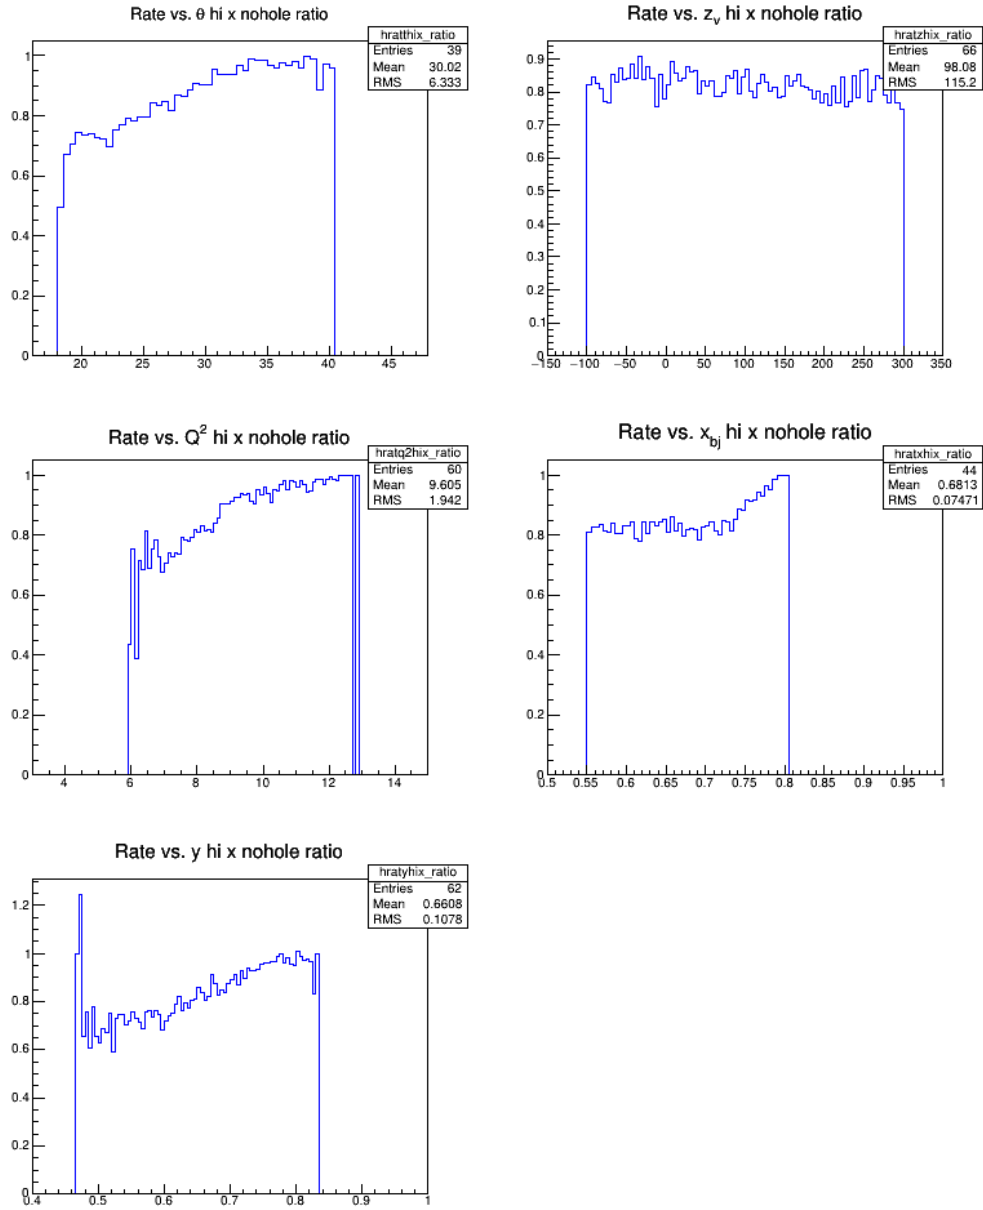 Rate vs. θ hi x nohole ratio
hratthix_ratio
Entries 39
Mean 30.02
RMS 6.333
1
0.8
0.6
0.4
0.2
0
20 25 30 35 40 45
Rate vs. z_v hi x nohole ratio
hratzhix_ratio
Entries 66
Mean 98.08
RMS 115.2
0.9
0.8
0.7
0.6
0.5
0.4
0.3
0.2
0.1
0
−150 −100 −50 0 50 100 150 200 250 300 350
Rate vs. Q² hi x nohole ratio
hratq2hix_ratio
Entries 60
Mean 9.605
RMS 1.942
1
0.8
0.6
0.4
0.2
0
4 6 8 10 12 14
Rate vs. x_bj hi x nohole ratio
hratxhix_ratio
Entries 44
Mean 0.6813
RMS 0.07471
1
0.8
0.6
0.4
0.2
0
0.5 0.55 0.6 0.65 0.7 0.75 0.8 0.85 0.9 0.95 1
Rate vs. y hi x nohole ratio
hratyhix_ratio
Entries 62
Mean 0.6608
RMS 0.1078
1.2
1
0.8
0.6
0.4
0.2
0
0.4 0.5 0.6 0.7 0.8 0.9 1